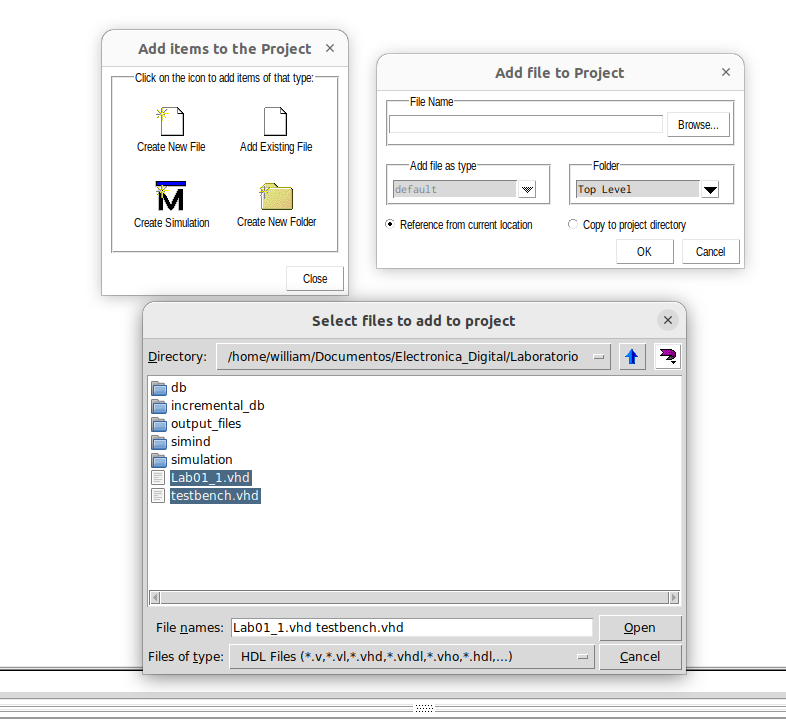 Add items to the Project
Click on the icon to add items of that type:
Create New File
Add Existing File
Create Simulation
Create New Folder
Close
Add file to Project
File Name
Browse...
Add file as type
default
Folder
Top Level
Reference from current location
Copy to project directory
OK
Cancel
Select files to add to project
Directory:
/home/william/Documentos/Electronica_Digital/Laboratorio
db
incremental_db
output_files
simind
simulation
Lab01_1.vhd
testbench.vhd
File names:
Lab01_1.vhd testbench.vhd
Open
Files of type:
HDL Files (*.v,*.vl,*.vhd,*.vhdl,*.vho,*.hdl,...)
Cancel